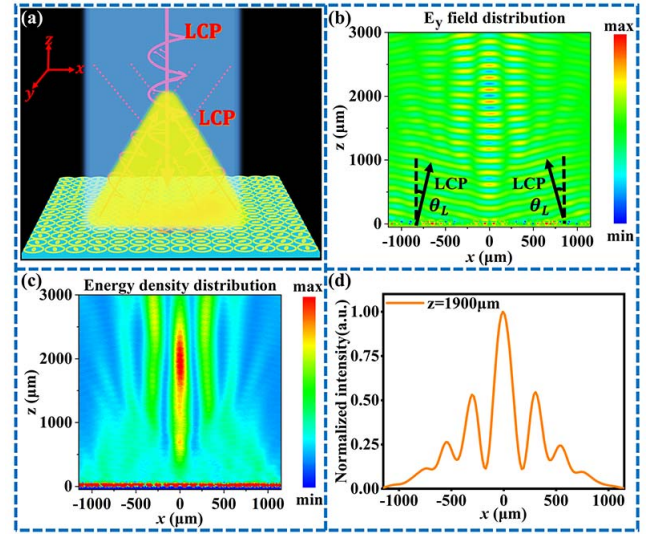 (a)
LCP
z
x
y
LCP
(b)
Ey field distribution
max
3000
2000
1000
0
z (μm)
LCP
θL
LCP
θL
-1000 -500 0 500 1000
min
x (μm)
(c)
Energy density distribution
max
3000
2000
1000
0
z (μm)
-1000 -500 0 500 1000
min
x (μm)
(d)
z=1900μm
Normalized intensity(a.u.)
1.00
0.75
0.50
0.25
0.00
-1000 -500 0 500 1000
x (μm)